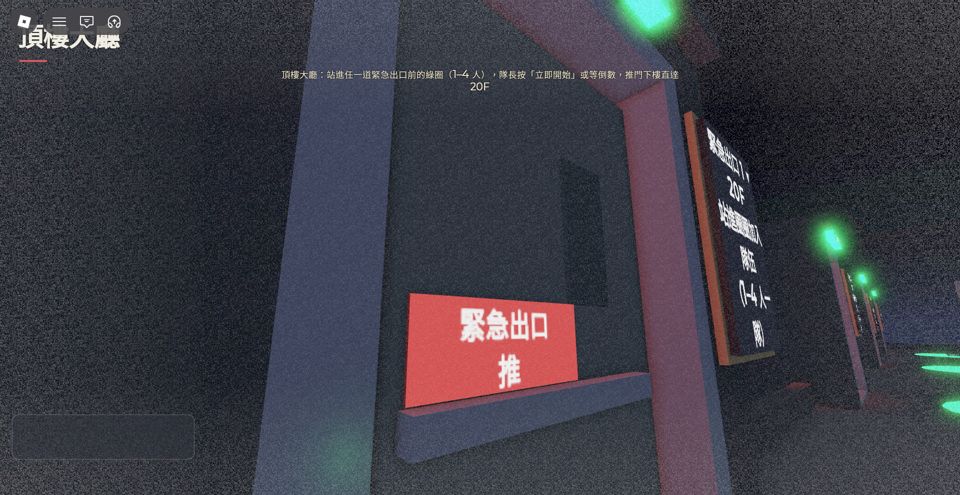 頂樓大廳
頂樓大廳：站進任一道緊急出口前的綠圈（1–4 人），隊長按「立即開始」或等倒數，推門下樓直達
20F
緊急出口
推
緊急出口 1
20F
站進圓圈加入
隊伍
(1–4 人一
隊)